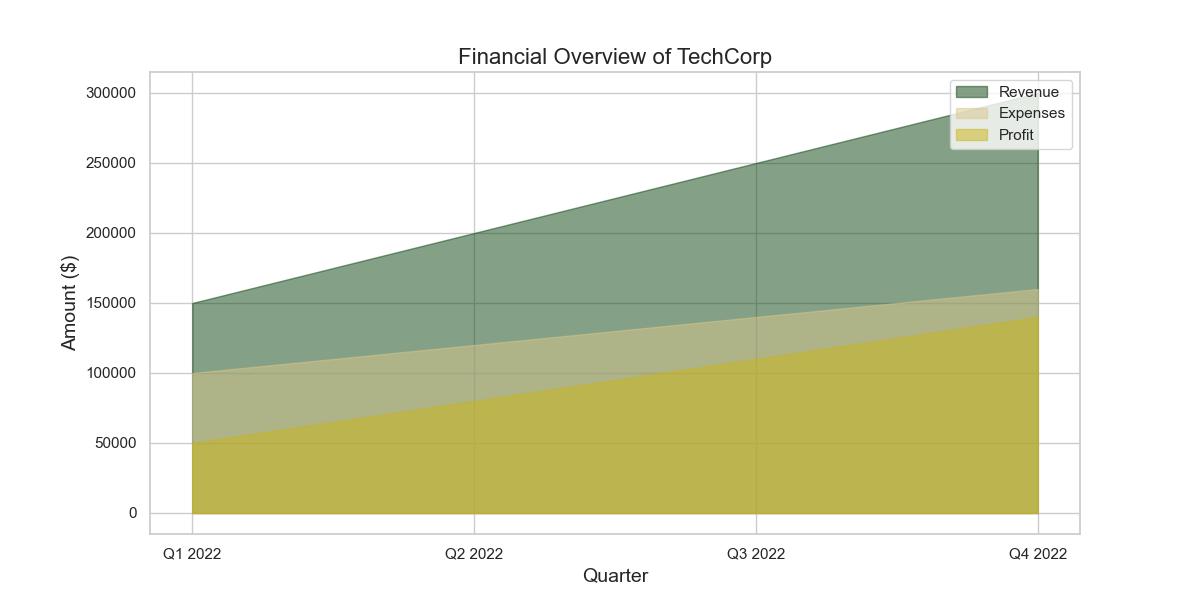 Financial Overview of TechCorp
Revenue
Expenses
Profit
300000
250000
200000
150000
100000
50000
0
Amount ($)
Q1 2022 Q2 2022 Q3 2022 Q4 2022
Quarter